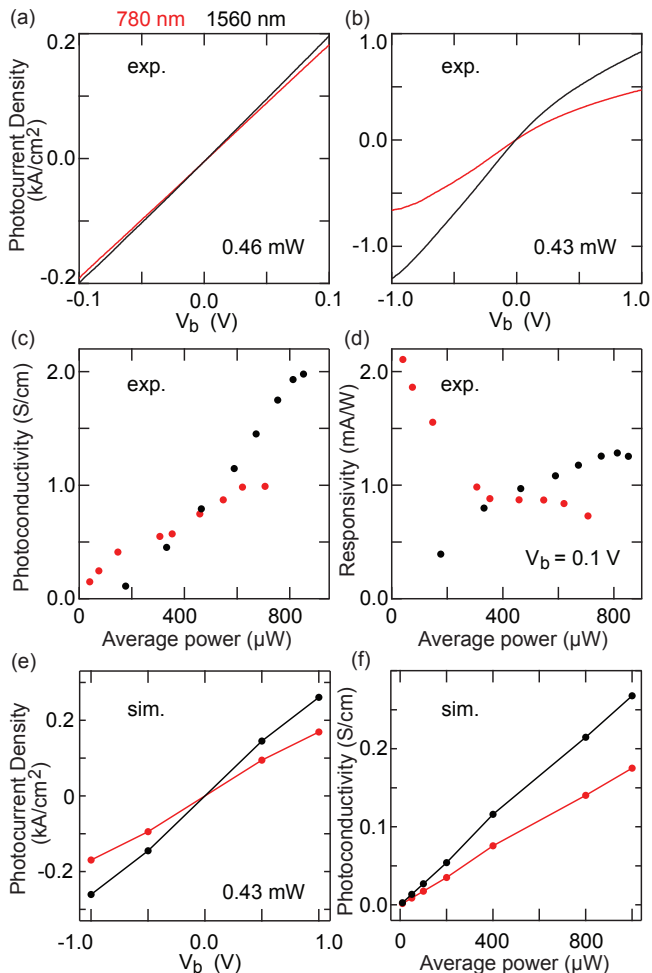 (a) 780 nm 1560 nm (b)
0.2
exp.
0.0
-0.2
0.46 mW
-0.1 0.0 0.1
V_b (V)
Photocurrent Density
(kA/cm2)
1.0
exp.
0.0
-1.0
0.43 mW
-1.0 0.0 1.0
V_b (V)
(c)
2.0
exp.
1.0
0.0
0 400 800
Average power (µW)
Photoconductivity (S/cm)
(d)
2.0
exp.
1.0
V_b = 0.1 V
0.0
0 400 800
Average power (µW)
Responsivity (mA/W)
(e)
sim.
0.2
0
-0.2
0.43 mW
-1.0 0.0 1.0
V_b (V)
Photocurrent Density
(kA/cm2)
(f)
sim.
0.2
0.1
0.0
0 400 800
Average power (µW)
Photoconductivity (S/cm)